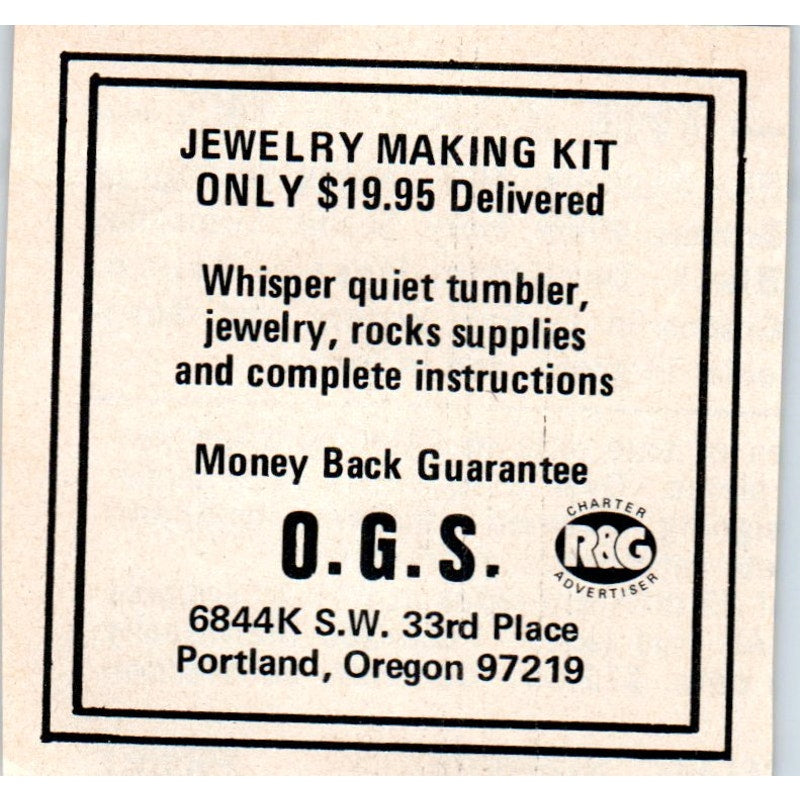 JEWELRY MAKING KIT
ONLY $19.95 Delivered
Whisper quiet tumbler,
jewelry, rocks supplies
and complete instructions
Money Back Guarantee
O.G.S.
CHARTER
R&G
ADVERTISER
6844K S.W. 33rd Place
Portland, Oregon 97219